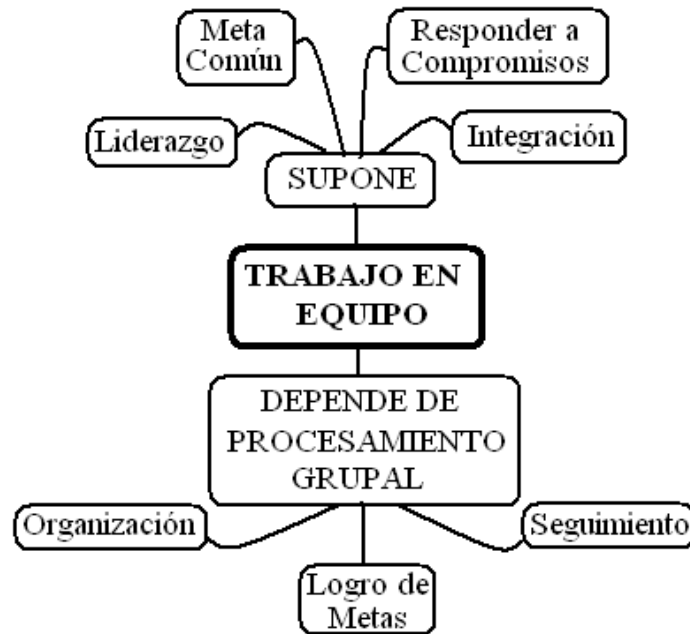 Meta
Común
Responder a
Compromisos
Liderazgo
Integración
SUPONE
TRABAJO EN
EQUIPO
DEPENDE DE
PROCESAMIENTO
GRUPAL
Organización
Seguimiento
Logro de
Metas